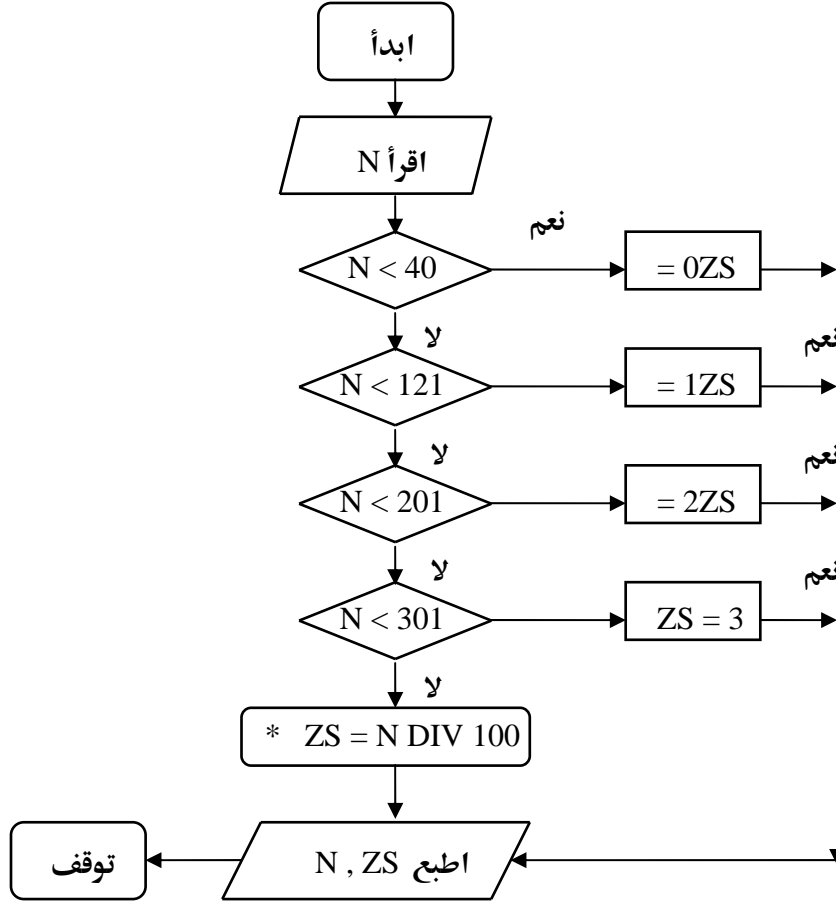 ابدأ
اقرأ N
نعم
N < 40
= 0ZS
لا
نعم
N < 121
= 1ZS
لا
نعم
N < 201
= 2ZS
لا
نعم
N < 301
ZS = 3
لا
* ZS = N DIV 100
اطبع N , ZS
توقف